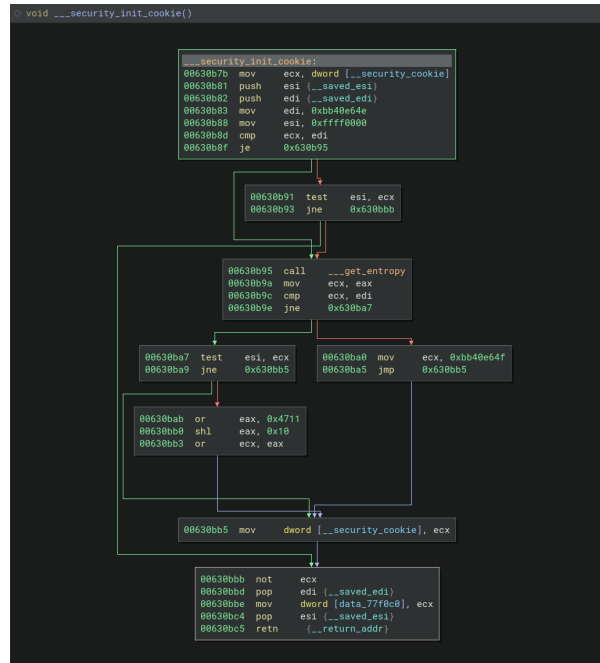 void ___security_init_cookie()
___security_init_cookie:
00630b7b mov ecx, dword [__security_cookie]
00630b81 push esi {__saved_esi}
00630b82 push edi {__saved_edi}
00630b83 mov edi, 0xbb40e64e
00630b88 mov esi, 0xffff0000
00630b8d cmp ecx, edi
00630b8f je 0x630b95
00630b91 test esi, ecx
00630b93 jne 0x630bbb
00630b95 call ___get_entropy
00630b9a mov ecx, eax
00630b9c cmp ecx, edi
00630b9e jne 0x630ba7
00630ba7 test esi, ecx
00630ba9 jne 0x630bb5
00630ba0 mov ecx, 0xbb40e64f
00630ba5 jmp 0x630bb5
00630bab or eax, 0x4711
00630bb0 shl eax, 0x10
00630bb3 or ecx, eax
00630bb5 mov dword [__security_cookie], ecx
00630bbb not ecx
00630bbd pop edi {__saved_edi}
00630bbe mov dword [data_77f0c0], ecx
00630bc4 pop esi {__saved_esi}
00630bc5 retn {__return_addr}